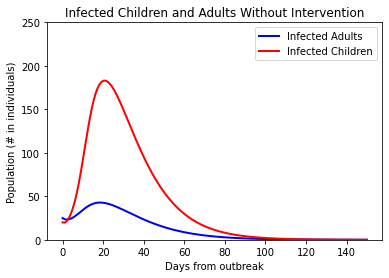 Infected Children and Adults Without Intervention
Population (# in individuals)
250
200
150
100
50
0
Infected Adults
Infected Children
0 20 40 60 80 100 120 140
Days from outbreak